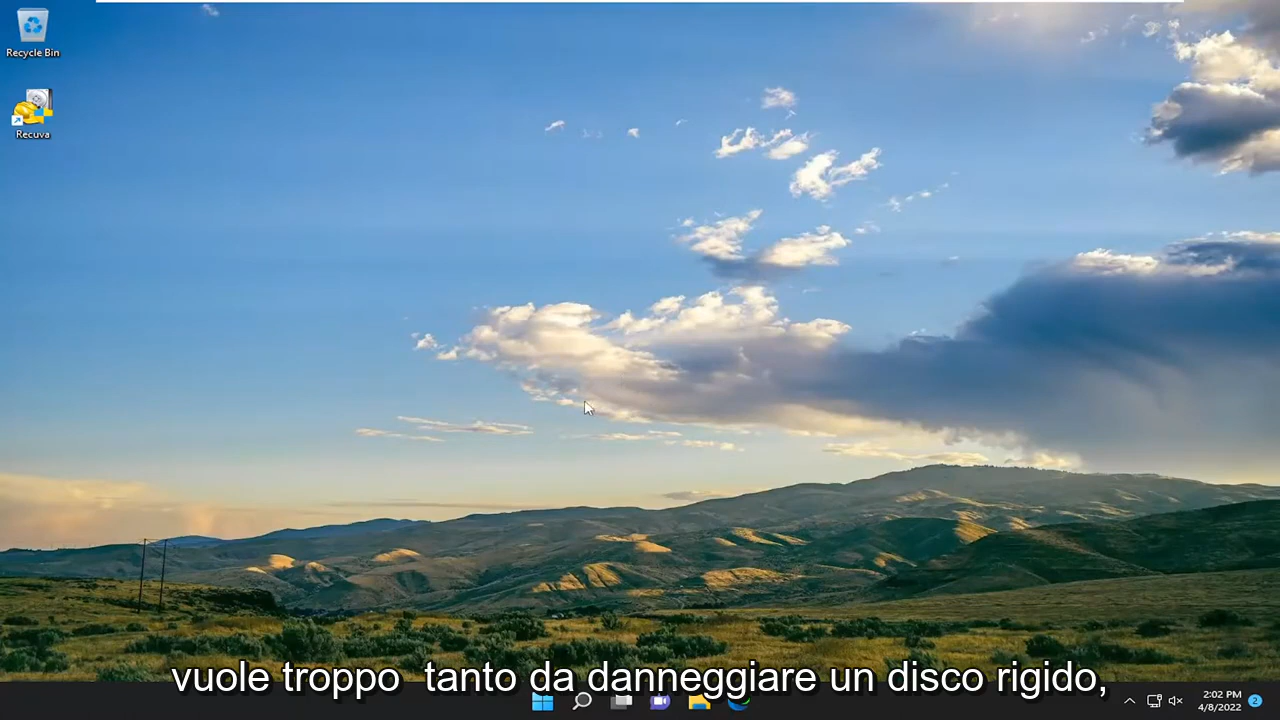 Recycle Bin
Recuva
vuole troppo tanto da danneggiare un disco rigido,
2:02 PM
4/8/2022
2